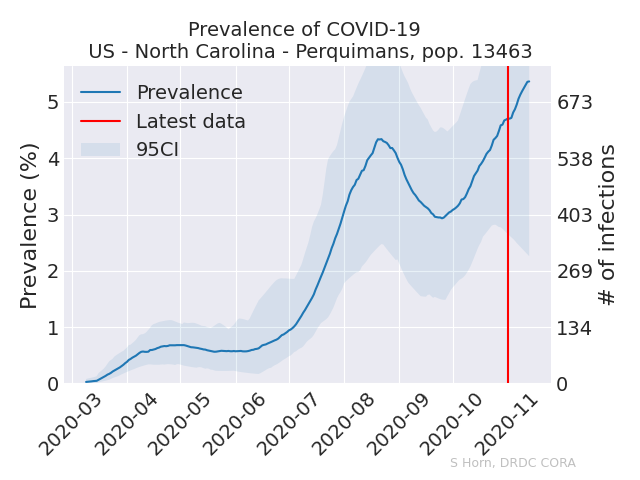 Prevalence of COVID-19
US - North Carolina - Perquimans, pop. 13463
Prevalence
Latest data
95CI
Prevalence (%)
5
4
3
2
1
0
673
538
403
269
134
0
# of infections
2020-03
2020-04
2020-05
2020-06
2020-07
2020-08
2020-09
2020-10
2020-11
S Horn, DRDC CORA